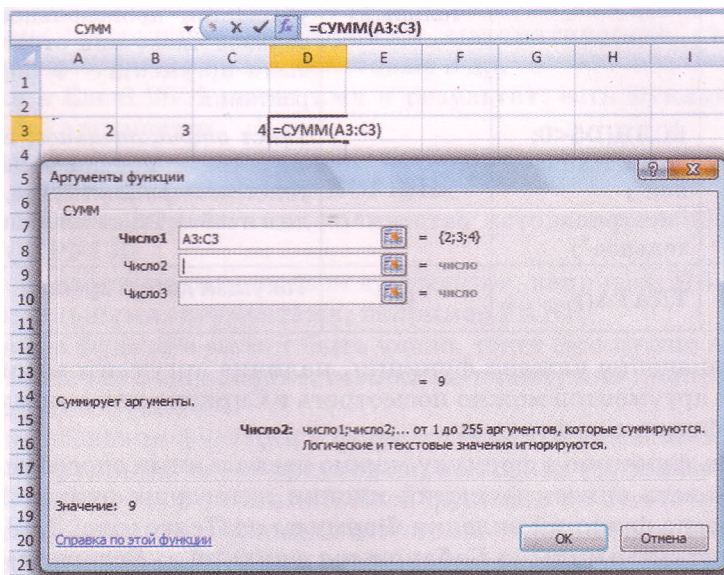 СУММ =СУММ(A3:C3)
A B C D E F G H I
1
2
3 2 3 4 =СУММ(A3:C3)
4
5 Аргументы функции
6 СУММ
7 Число1 A3:C3 = {2;3;4}
8 Число2 = число
9
10 Число3 = число
11
12
13 = 9
14 Суммирует аргументы.
15 Число2: число1;число2;... от 1 до 255 аргументов, которые суммируются.
16 Логические и текстовые значения игнорируются.
17
18 Значение: 9
19
20 Справка по этой функции ОК Отмена
21